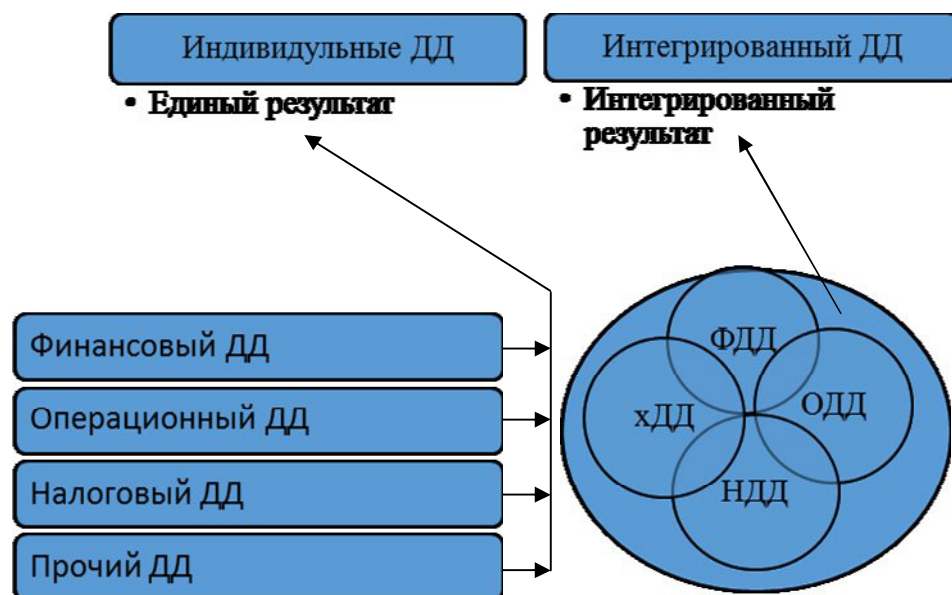 Индивидульные ДД
Интегрированный ДД
• Единый результат
• Интегрированный
результат
Финансовый ДД
Операционный ДД
Налоговый ДД
Прочий ДД
ФДД
хДД
ОДД
НДД